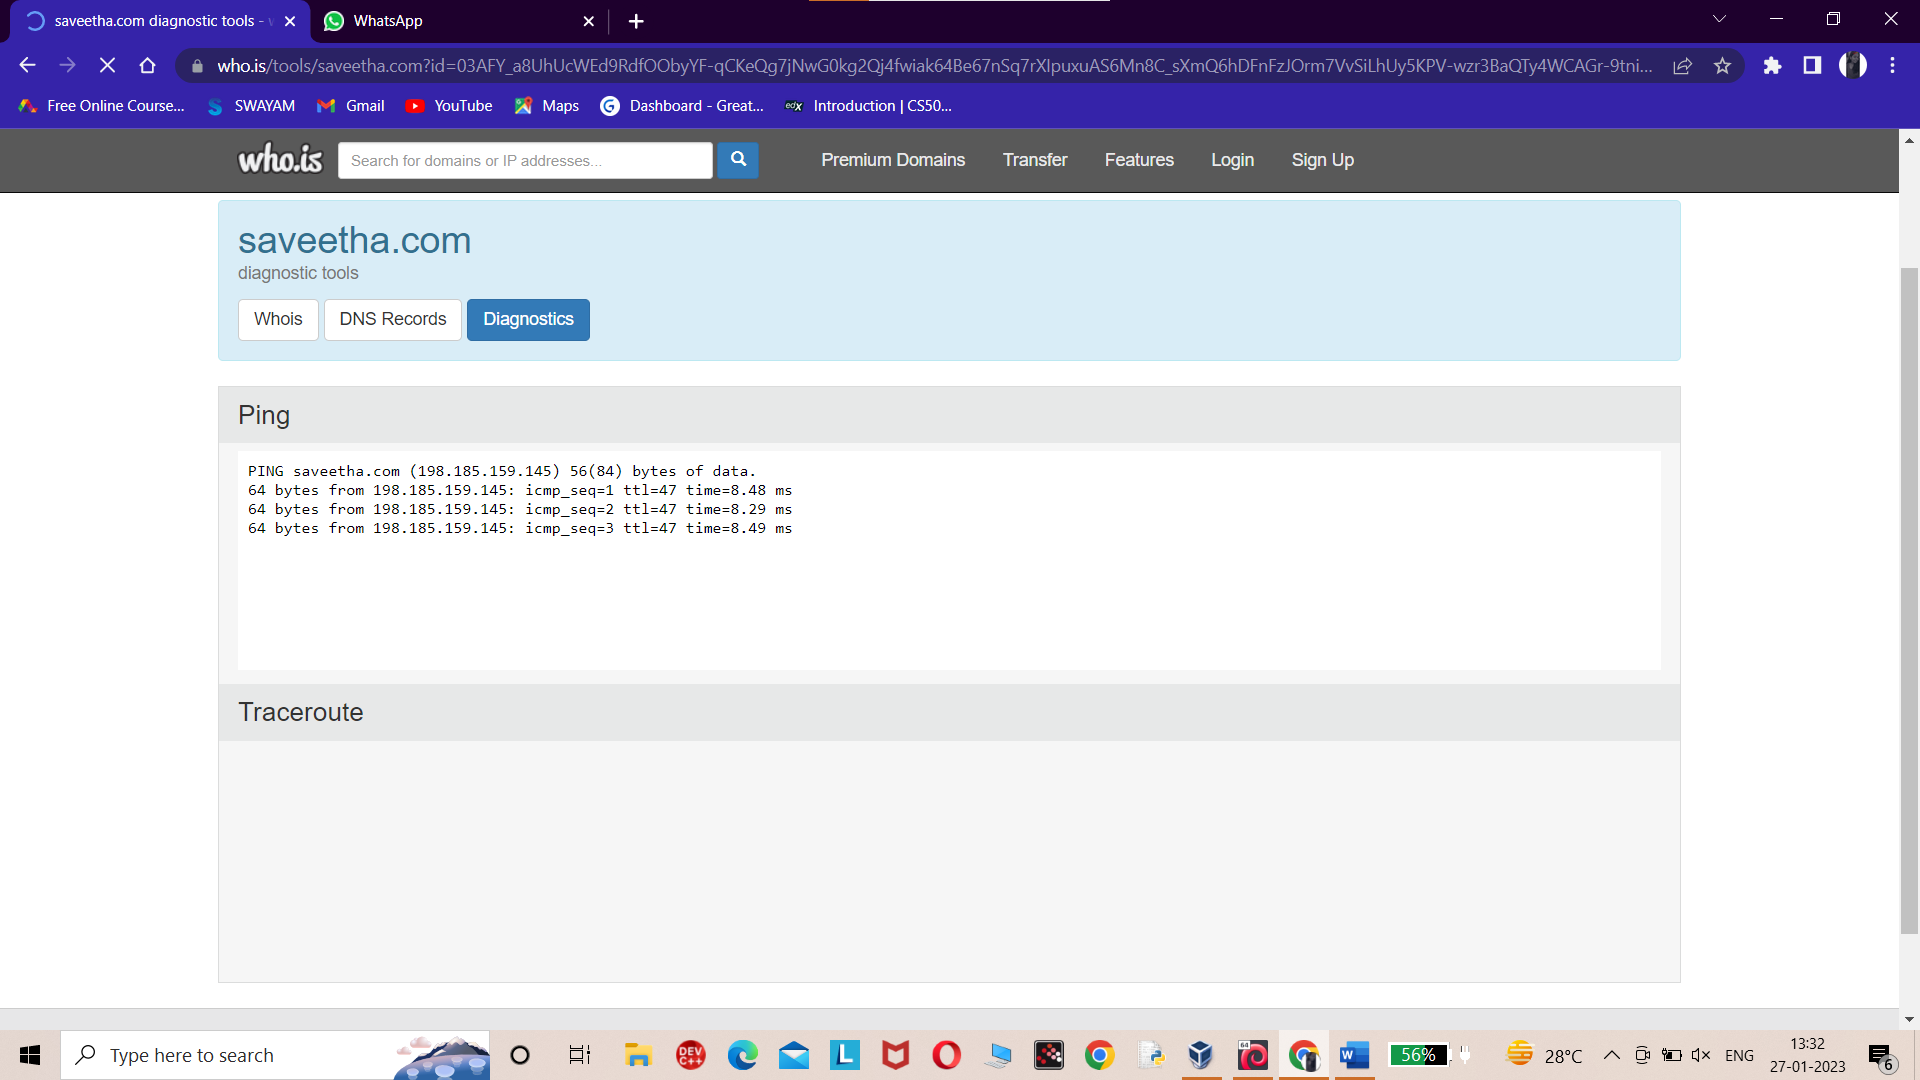 saveetha.com diagnostic tools - w
WhatsApp
who.is/tools/saveetha.com?id=03AFY_a8UhUcWEd9RdfOObyYF-qCKeQg7jNwG0kg2Qj4fwiak64Be67nSq7rXIpuxuAS6Mn8C_sXmQ6hDFnFzJOrm7VvSiLhUy5KPV-wzr3BaQTy4WCAGr-9tni...
Free Online Course...
SWAYAM
Gmail
YouTube
Maps
Dashboard - Great...
edX
Introduction | CS50...
who.is
Search for domains or IP addresses...
Premium Domains
Transfer
Features
Login
Sign Up
saveetha.com
diagnostic tools
Whois
DNS Records
Diagnostics
Ping
PING saveetha.com (198.185.159.145) 56(84) bytes of data.
64 bytes from 198.185.159.145: icmp_seq=1 ttl=47 time=8.48 ms
64 bytes from 198.185.159.145: icmp_seq=2 ttl=47 time=8.29 ms
64 bytes from 198.185.159.145: icmp_seq=3 ttl=47 time=8.49 ms
Traceroute
Type here to search
DEV
C++
L
64
W
56%
28°C
ENG
13:32
27-01-2023
6